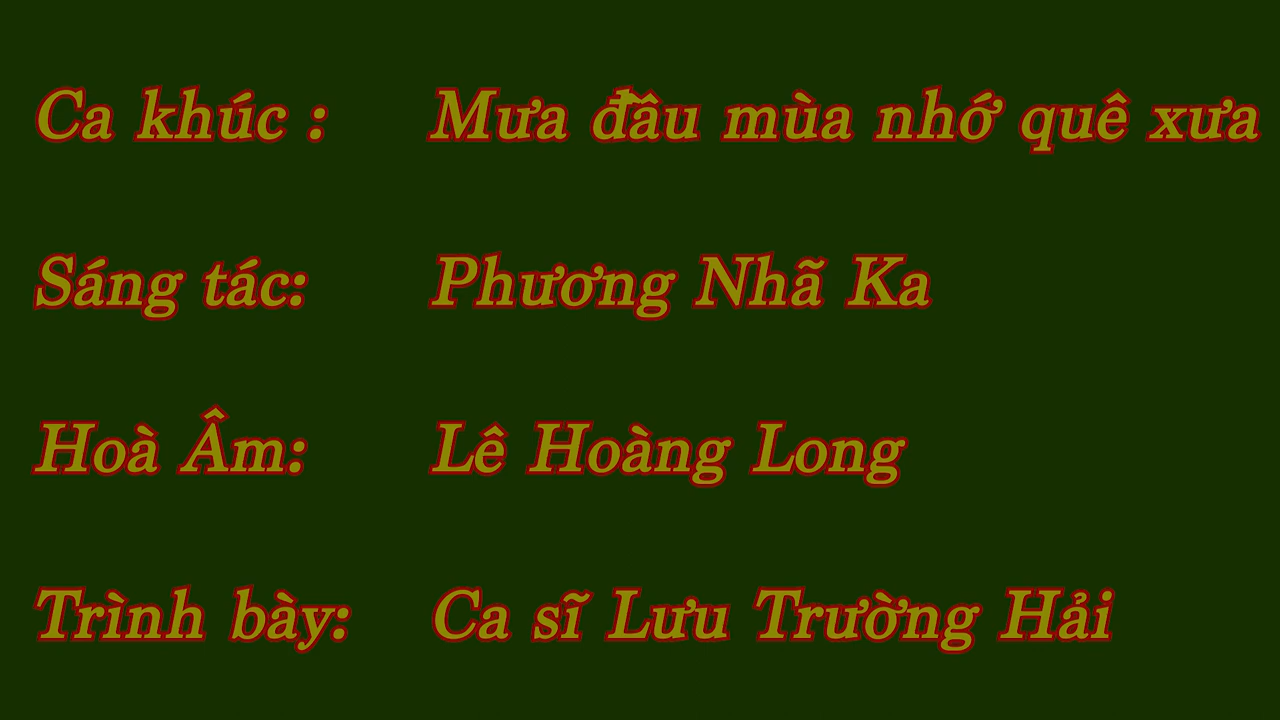 Ca khúc : Mưa đầu mùa nhớ quê xưa
Sáng tác: Phương Nhã Ka
Hoà Âm: Lê Hoàng Long
Trình bày: Ca sĩ Lưu Trường Hải